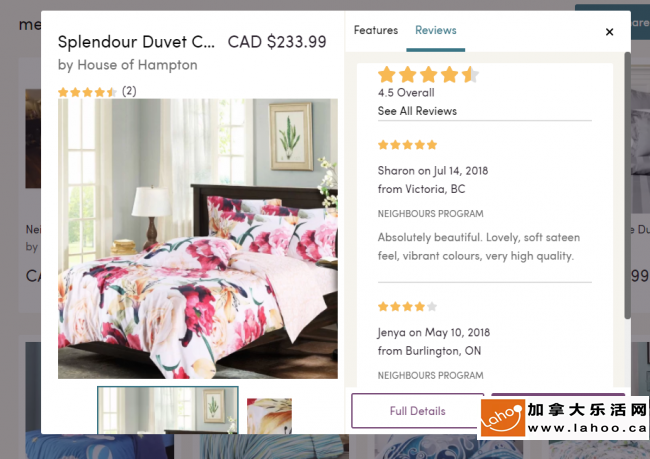 me
are
Splendour Duvet C... CAD $233.99
by House of Hampton
(2)
Features
Reviews
×
4.5 Overall
See All Reviews
Sharon on Jul 14, 2018
from Victoria, BC
NEIGHBOURS PROGRAM
Absolutely beautiful. Lovely, soft sateen
feel, vibrant colours, very high quality.
Jenya on May 10, 2018
from Burlington, ON
NEIGHBOURS PROGRAM
Full Details
Nei
by
CA
e Du
99
Lahoo
加拿大乐活网
www.lahoo.ca